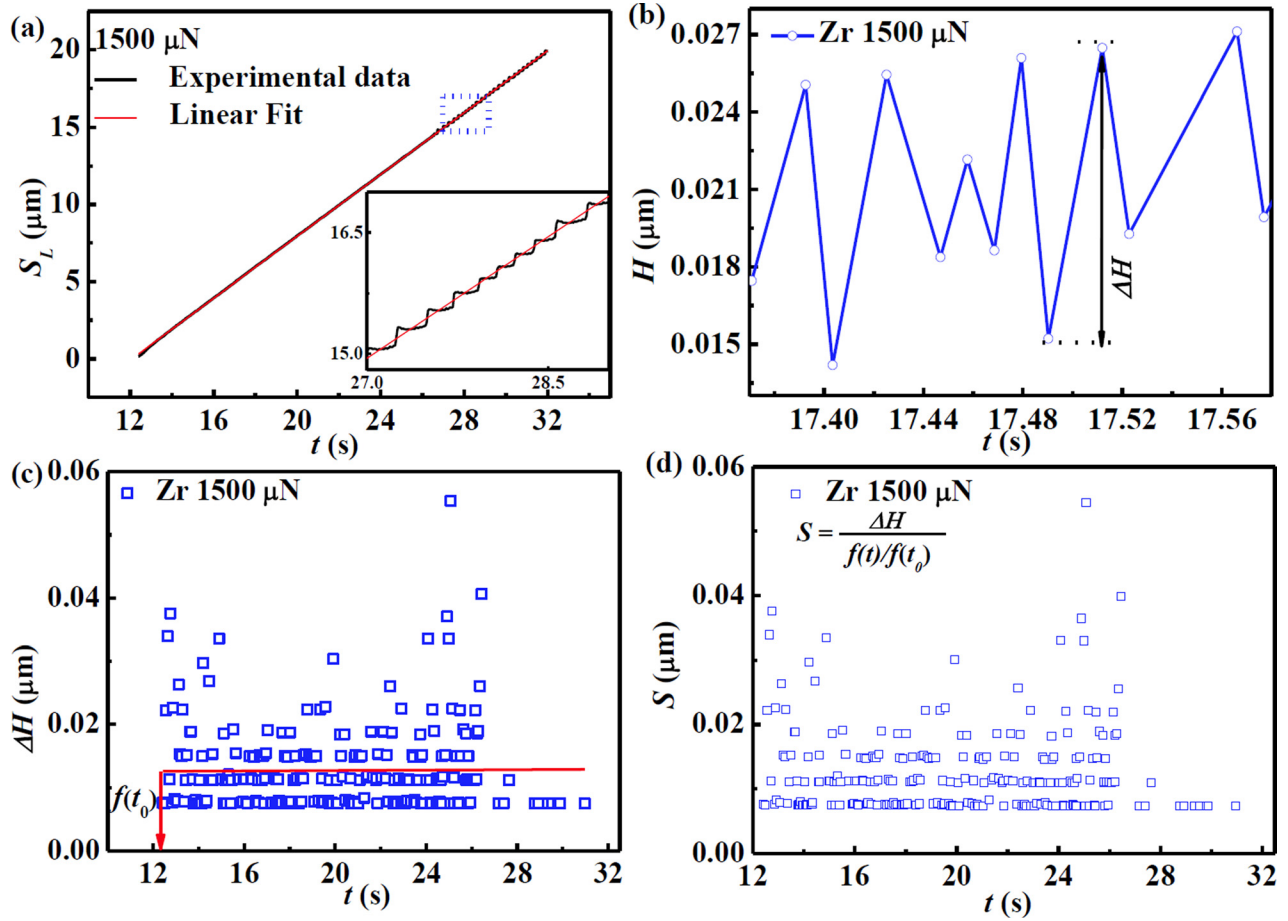 (a)
1500 μN
Experimental data
Linear Fit
20
15
10
5
0
S_L (μm)
16.5
15.0
27.0 28.5
12 16 20 24 28 32
t (s)
(b)
Zr 1500 μN
0.027
0.024
0.021
0.018
0.015
H (μm)
ΔH
17.40 17.44 17.48 17.52 17.56
t (s)
(c)
Zr 1500 μN
0.06
0.04
0.02
0.00
ΔH (μm)
f(t₀)
12 16 20 24 28 32
t (s)
(d)
Zr 1500 μN
S = ΔH / f(t)/f(t₀)
0.06
0.04
0.02
0.00
S (μm)
12 16 20 24 28 32
t (s)